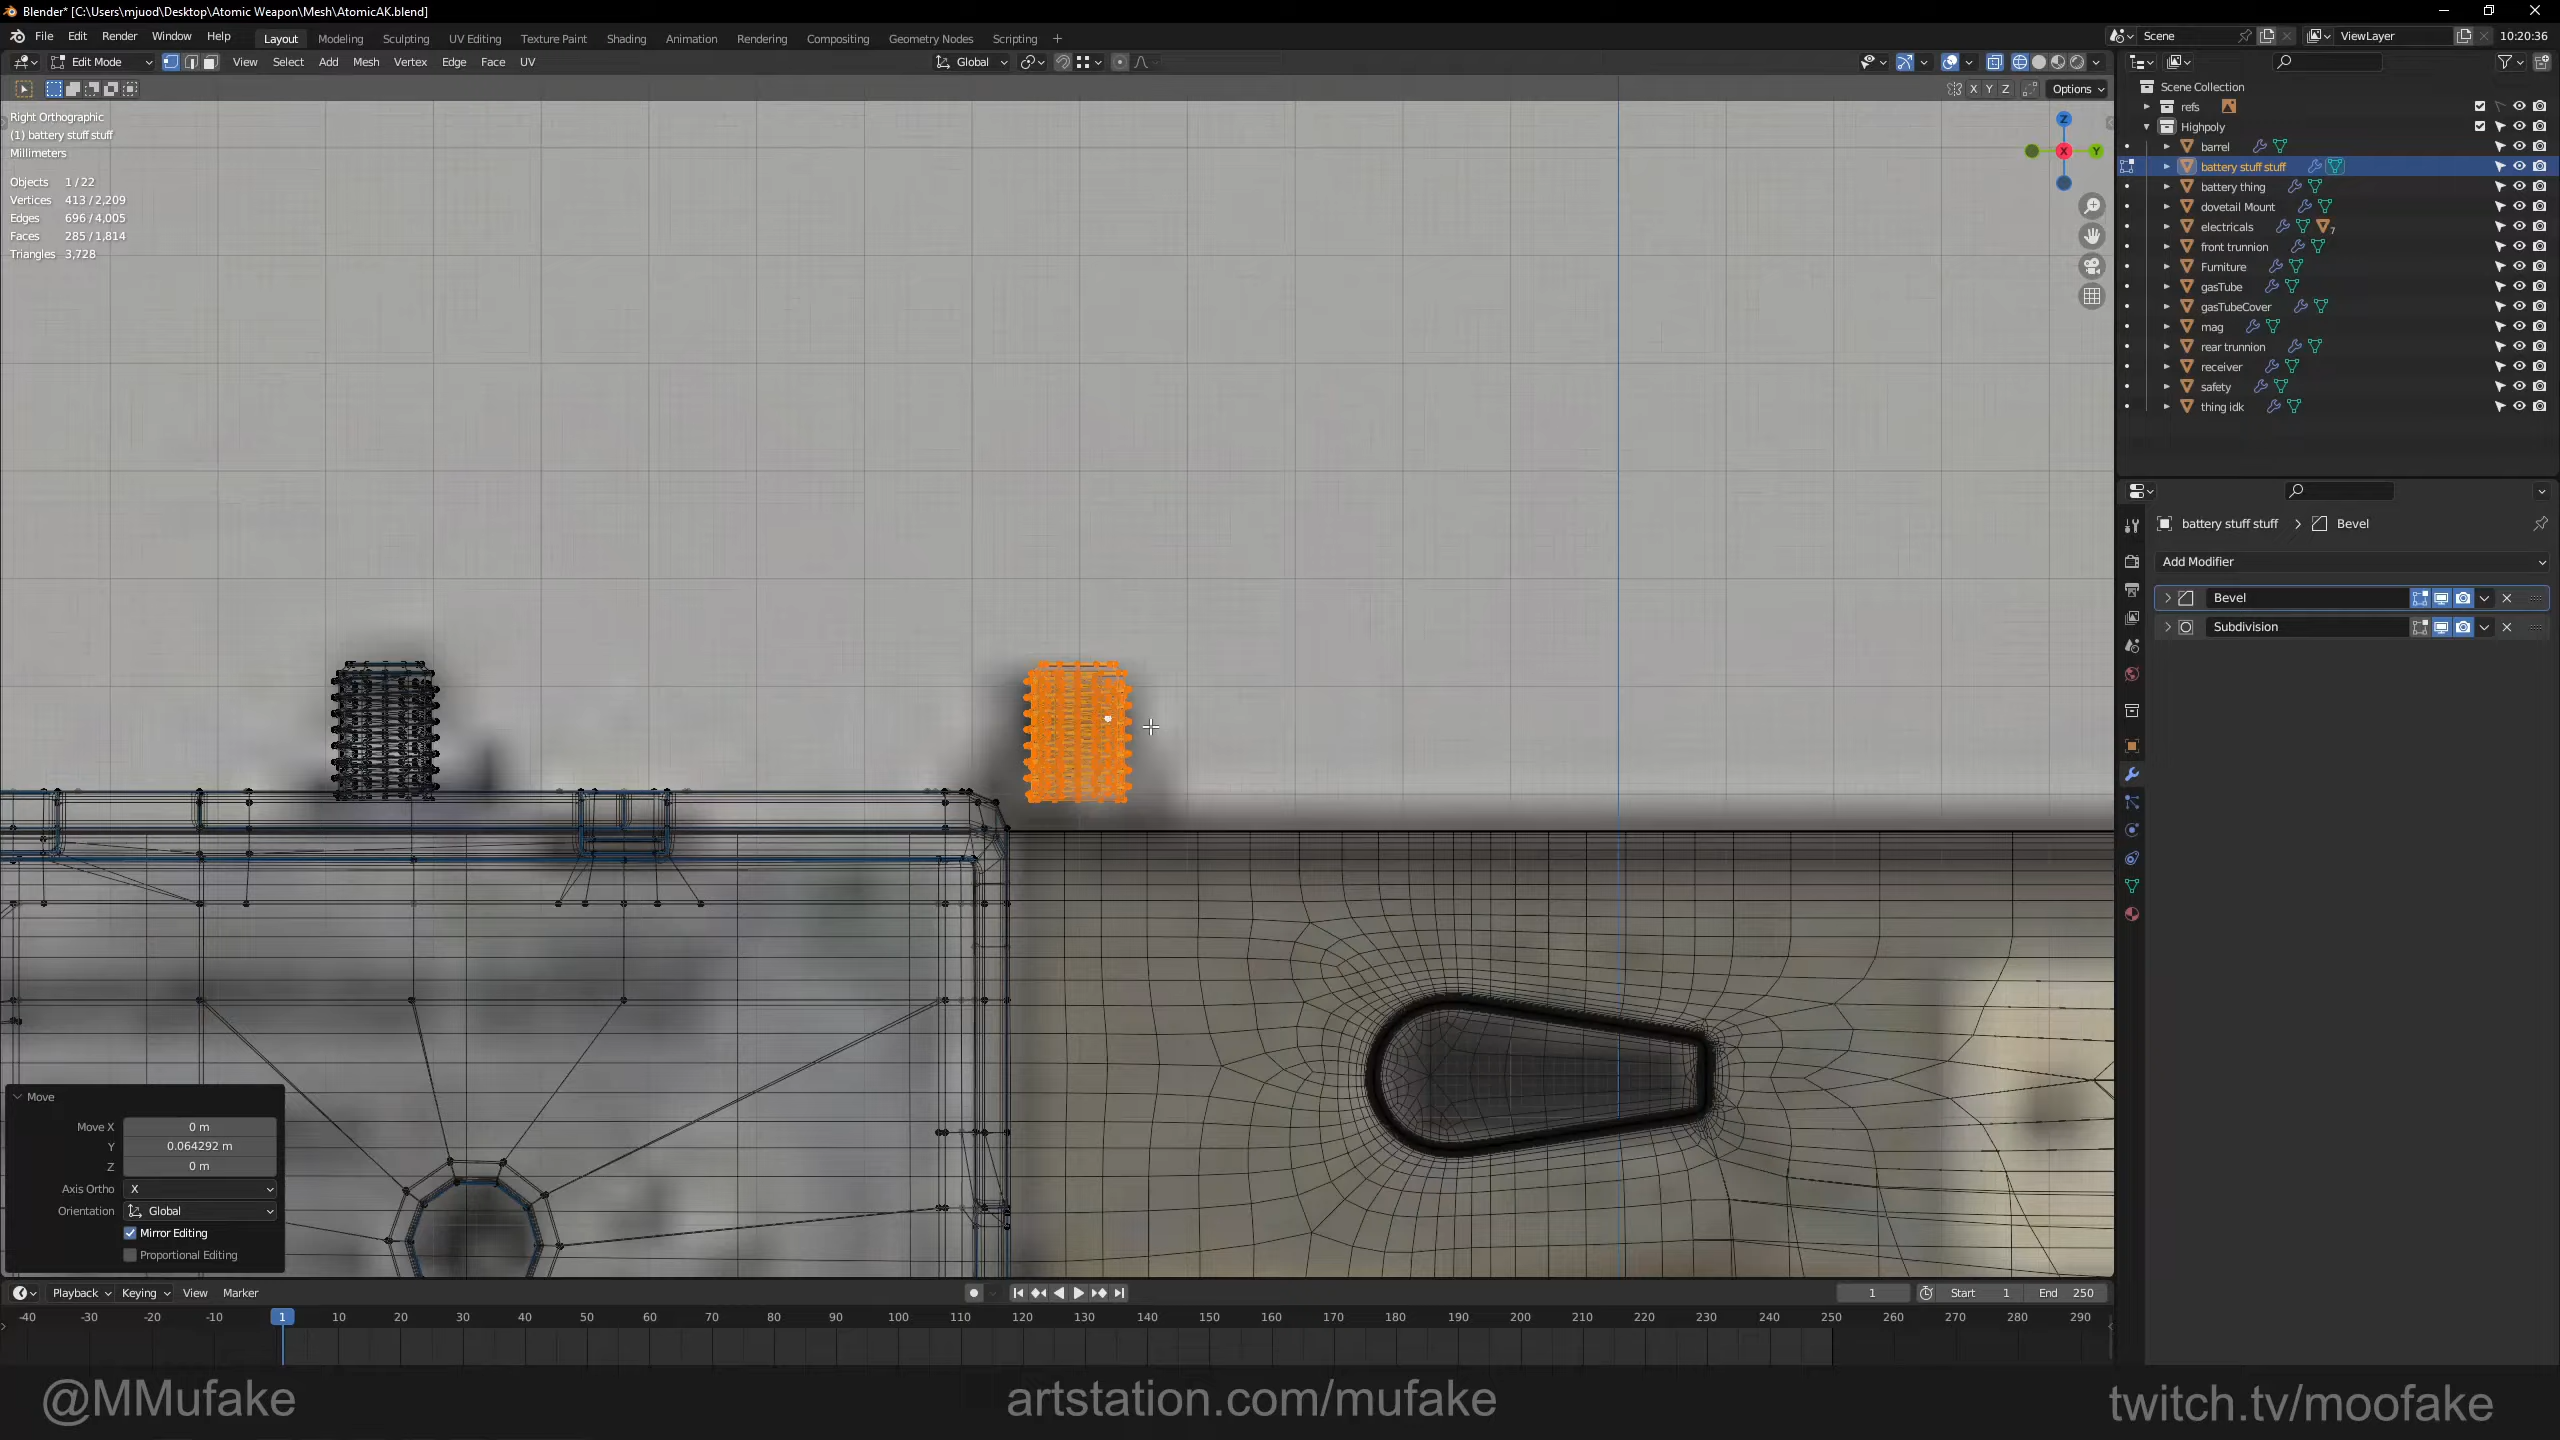 Blender* [C:\Users\mjuod\Desktop\Atomic Weapon\Mesh\AtomicAK.blend]
File Edit Render Window Help Layout Modeling Sculpting UV Editing Texture Paint Shading Animation Rendering Compositing Geometry Nodes Scripting + Scene ViewLayer 10:20:36
Edit Mode View Select Add Mesh Vertex Edge Face UV Global
X Y Z Options
Right Orthographic
(1) battery stuff stuff
Millimeters
Objects 1 / 22
Vertices 413 / 2,209
Edges 696 / 4,005
Faces 285 / 1,814
Triangles 3,728
Z
X
Y
Scene Collection
refs
Highpoly
barrel
battery stuff stuff
battery thing
dovetail Mount
electricals 7
front trunnion
Furniture
gasTube
gasTubeCover
mag
rear trunnion
receiver
safety
thing idk
battery stuff stuff > Bevel
Add Modifier
Bevel
Subdivision
Move
Move X 0 m
Y 0.064292 m
Z 0 m
Axis Ortho X
Orientation Global
Mirror Editing
Proportional Editing
Playback Keying View Marker 1 Start 1 End 250
-40 -30 -20 -10 1 10 20 30 40 50 60 70 80 90 100 110 120 130 140 150 160 170 180 190 200 210 220 230 240 250 260 270 280 290
@MMufake artstation.com/mufake twitch.tv/moofake